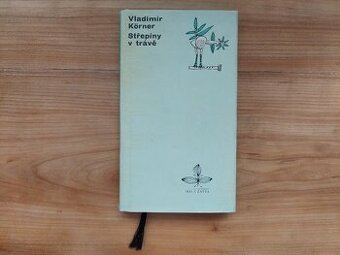 Vladimír
Körner
Střepiny
v trávě